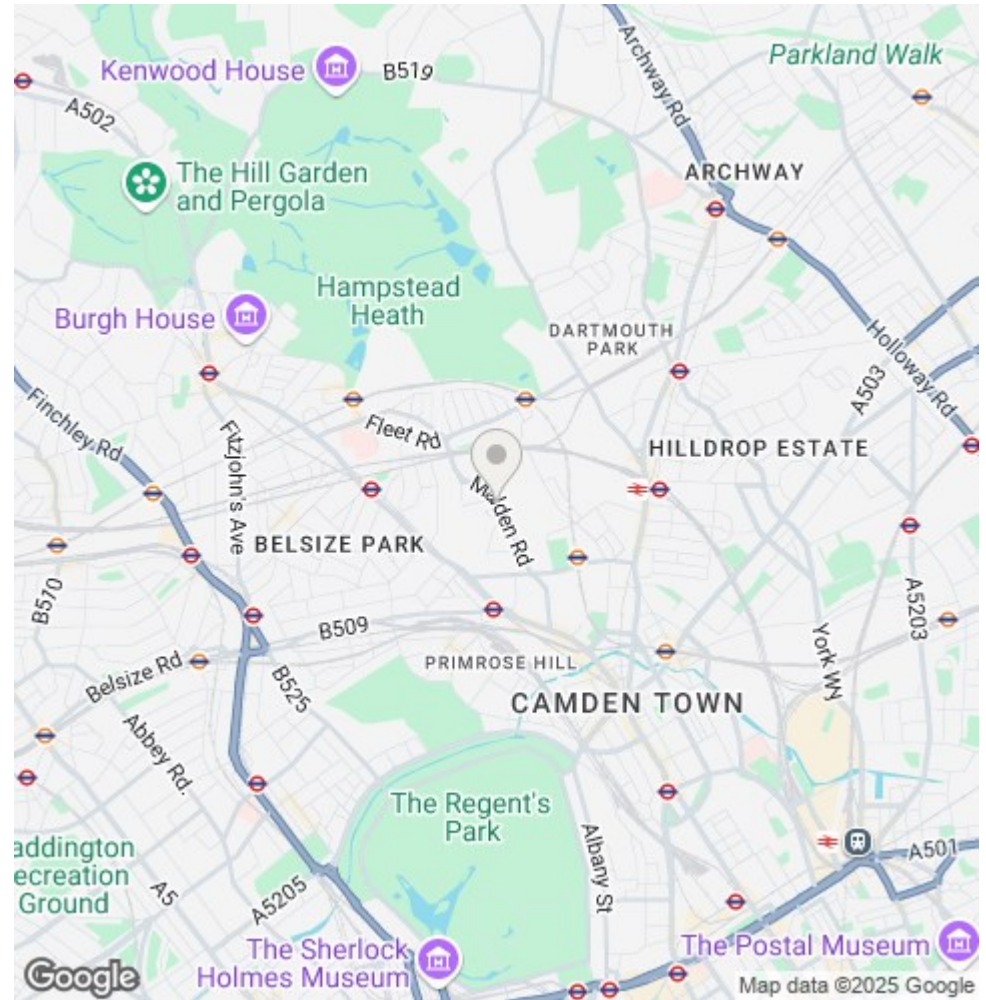 Kenwood House
B519
Parkland Walk
A502
Archway Rd
The Hill Garden
and Pergola
ARCHWAY
Hampstead
Heath
Burgh House
DARTMOUTH
PARK
Holloway Rd
A503
Finchley Rd
Fitzjohn's Ave
Fleet Rd
HILLDROP ESTATE
Malden Rd
BELSIZE PARK
B570
A5203
B509
York WN
Belsize Rd
B525
PRIMROSE HILL
CAMDEN TOWN
Abbey Rd.
The Regent's
Park
Albany St
addington
ecreation
Ground
A5
A5205
A501
The Sherlock
Holmes Museum
The Postal Museum
Google
Map data ©2025 Google